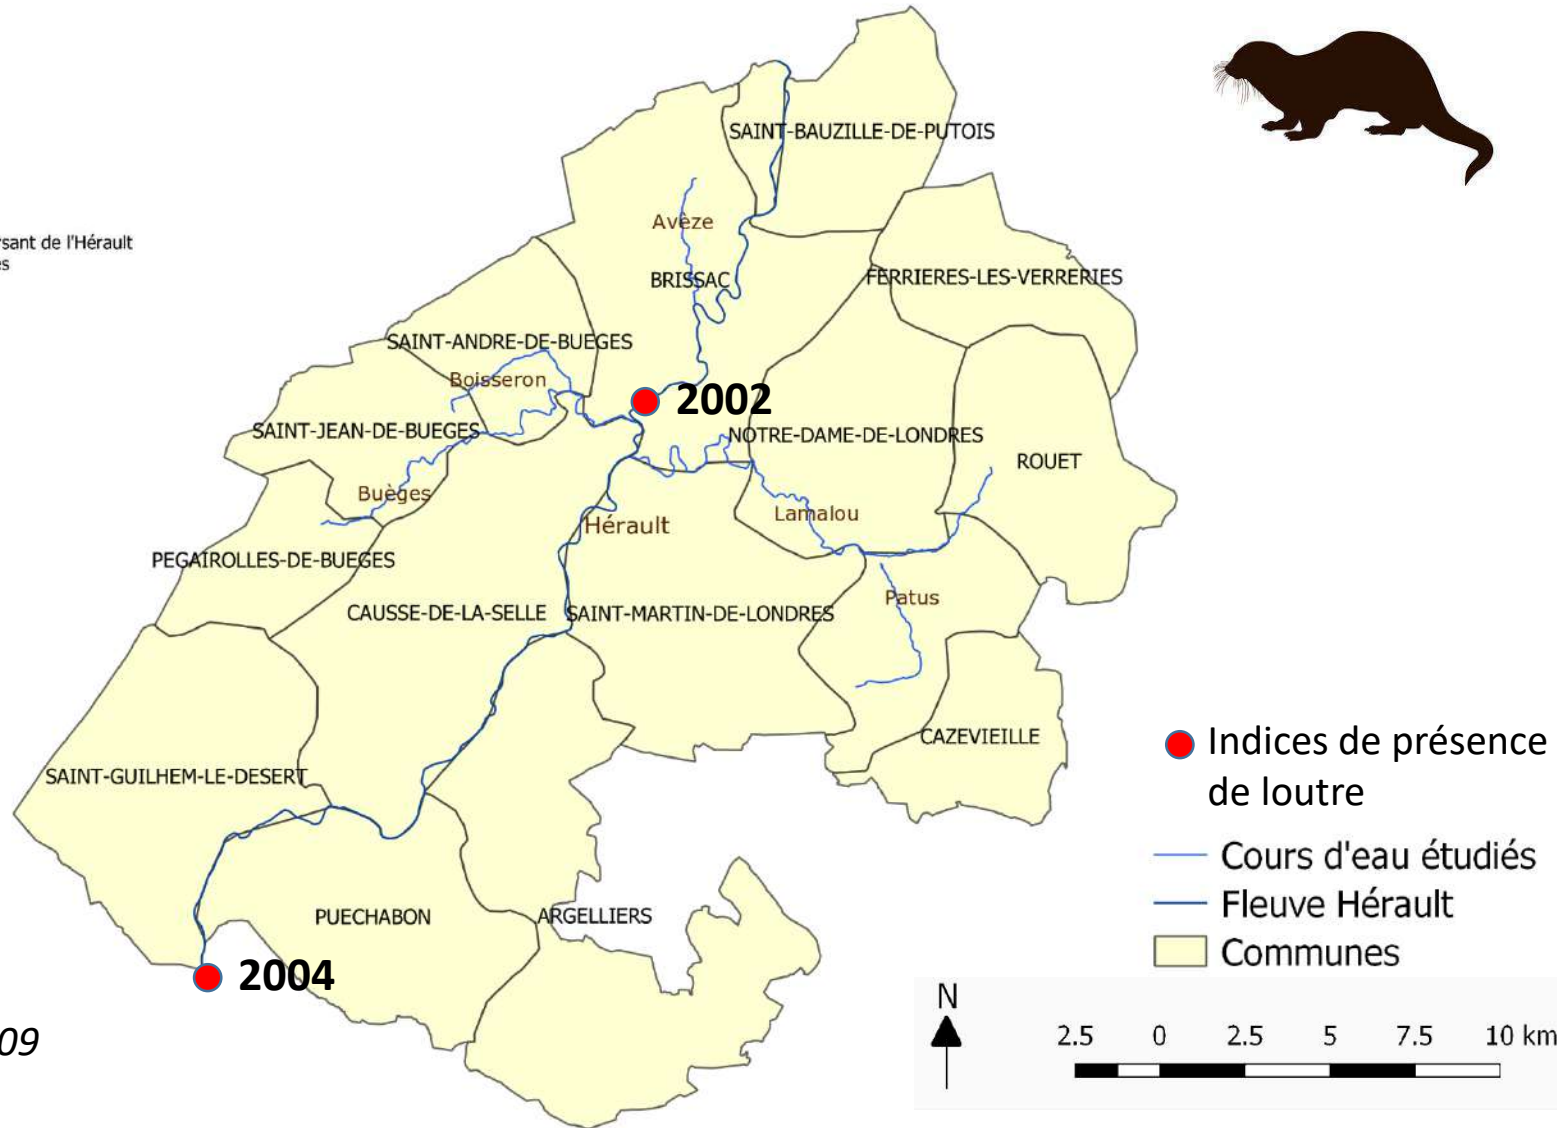 SAINT-BAUZILLE-DE-PUTOIS
Avèze
sant de l'Hérault
BRISSAC
FERRIERES-LES-VERRERIES
SAINT-ANDRE-DE-BUEGES
Boisseron
2002
SAINT-JEAN-DE-BUEGES
NOTRE-DAME-DE-LONDRES
ROUET
Buèges
Lamalou
Hérault
PEGAIROLLES-DE-BUEGES
Patus
CAUSSE-DE-LA-SELLE
SAINT-MARTIN-DE-LONDRES
CAZEVIEILLE
SAINT-GUILHEM-LE-DESERT
PUECHABON
ARGELLIERS
2004
09
Indices de présence
de loutre
Cours d'eau étudiés
Fleuve Hérault
Communes
N
2.5 0 2.5 5 7.5 10 km